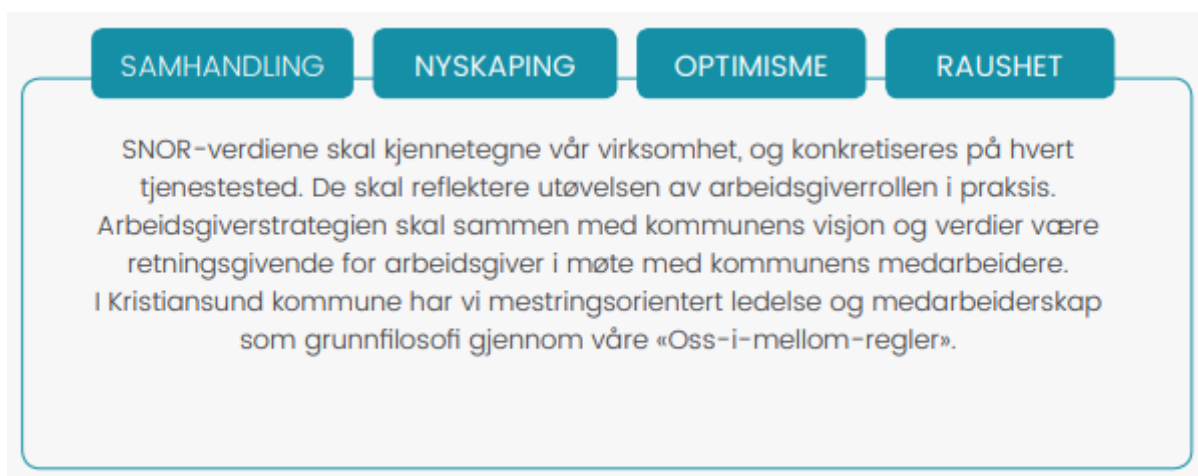 SAMHANDLING NYSKAPING OPTIMISME RAUSHET
SNOR-verdiene skal kjennetegne vår virksomhet, og konkretiseres på hvert
tjenestested. De skal reflektere utøvelsen av arbeidsgiverrollen i praksis.
Arbeidsgiverstrategien skal sammen med kommunens visjon og verdier være
retningsgivende for arbeidsgiver i møte med kommunens medarbeidere.
I Kristiansund kommune har vi mestringsorientert ledelse og medarbeiderskap
som grunnfilosofi gjennom våre «Oss-i-mellom-regler».